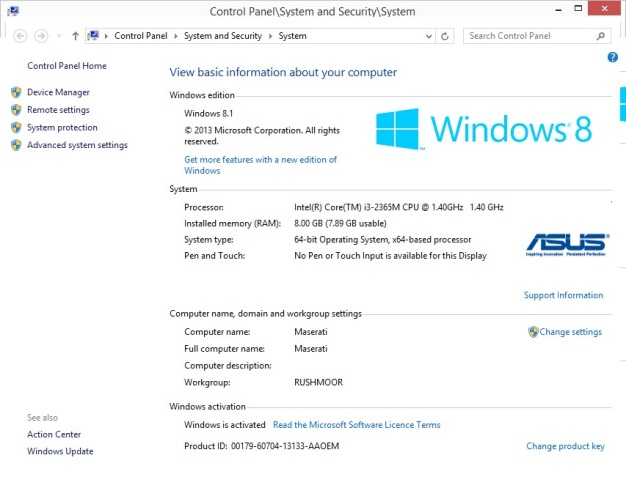 Control Panel\System and Security\System
Control Panel
System and Security
System
Search Control Panel
Control Panel Home
Device Manager
Remote settings
System protection
Advanced system settings
View basic information about your computer
Windows edition
Windows 8.1
© 2013 Microsoft Corporation. All rights
reserved.
Get more features with a new edition of
Windows
Windows 8
System
Processor: Intel(R) Core(TM) i3-2365M CPU @ 1.40GHz 1.40 GHz
Installed memory (RAM): 8.00 GB (7.89 GB usable)
System type: 64-bit Operating System, x64-based processor
Pen and Touch: No Pen or Touch Input is available for this Display
ASUS
Inspiring Innovation Persistent Perfection
Support Information
Computer name, domain and workgroup settings
Computer name: Maserati
Change settings
Full computer name: Maserati
Computer description:
Workgroup: RUSHMOOR
Windows activation
Windows is activated Read the Microsoft Software Licence Terms
Product ID: 00179-60704-13133-AAOEM
Change product key
See also
Action Center
Windows Update